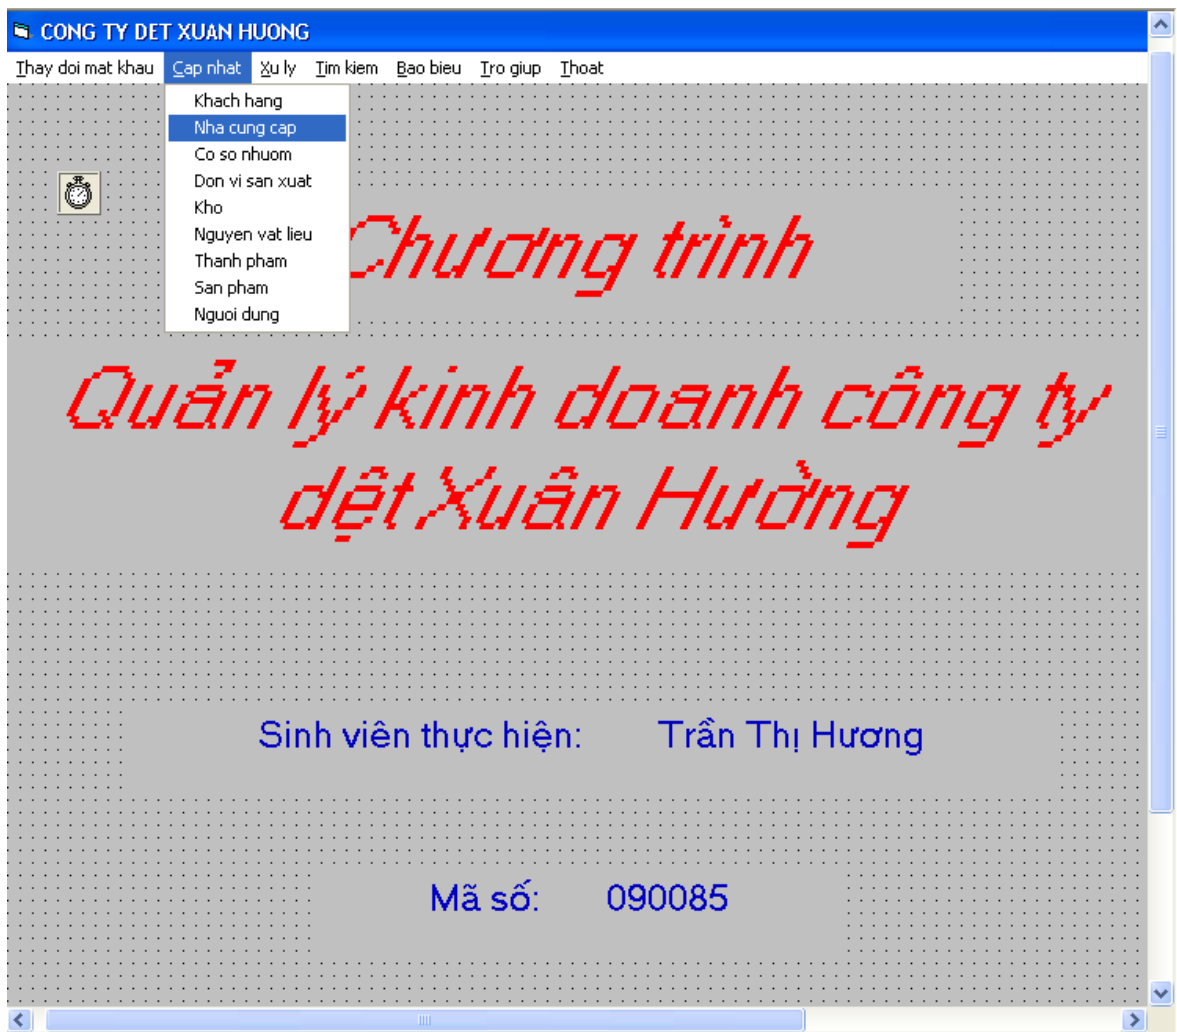 CONG TY DET XUAN HUONG
Thay doi mat khau Cap nhat Xu ly Tim kiem Bao bieu Tro giup Thoat
Khach hang
Nha cung cap
Co so nhuom
Don vi san xuat
Kho
Nguyen vat lieu
Thanh pham
San pham
Nguoi dung
Chương trình
Quản lý kinh doanh công ty
dệt Xuân Hường
Sinh viên thực hiện: Trần Thị Hương
Mã số: 090085